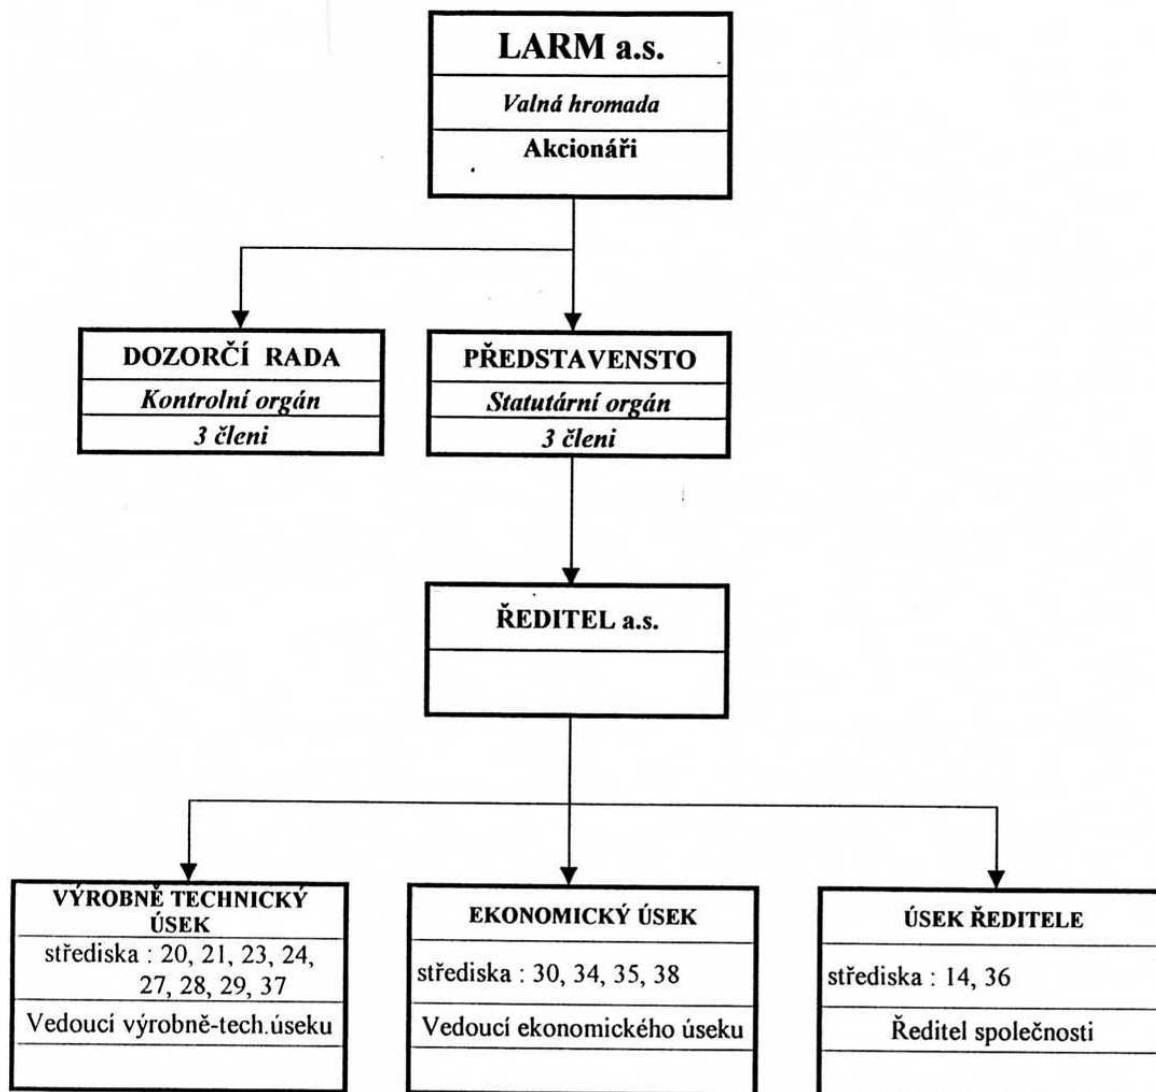 LARM a.s.
Valná hromada
Akcionáři
DOZORČÍ RADA
Kontrolní orgán
3 členi
PŘEDSTAVENSTO
Statutární orgán
3 členi
ŘEDITEL a.s.
VÝROBNĚ TECHNICKÝ
ÚSEK
střediska : 20, 21, 23, 24,
27, 28, 29, 37
Vedoucí výrobně-tech.úseku
EKONOMICKÝ ÚSEK
střediska : 30, 34, 35, 38
Vedoucí ekonomického úseku
ÚSEK ŘEDITELE
střediska : 14, 36
Ředitel společnosti